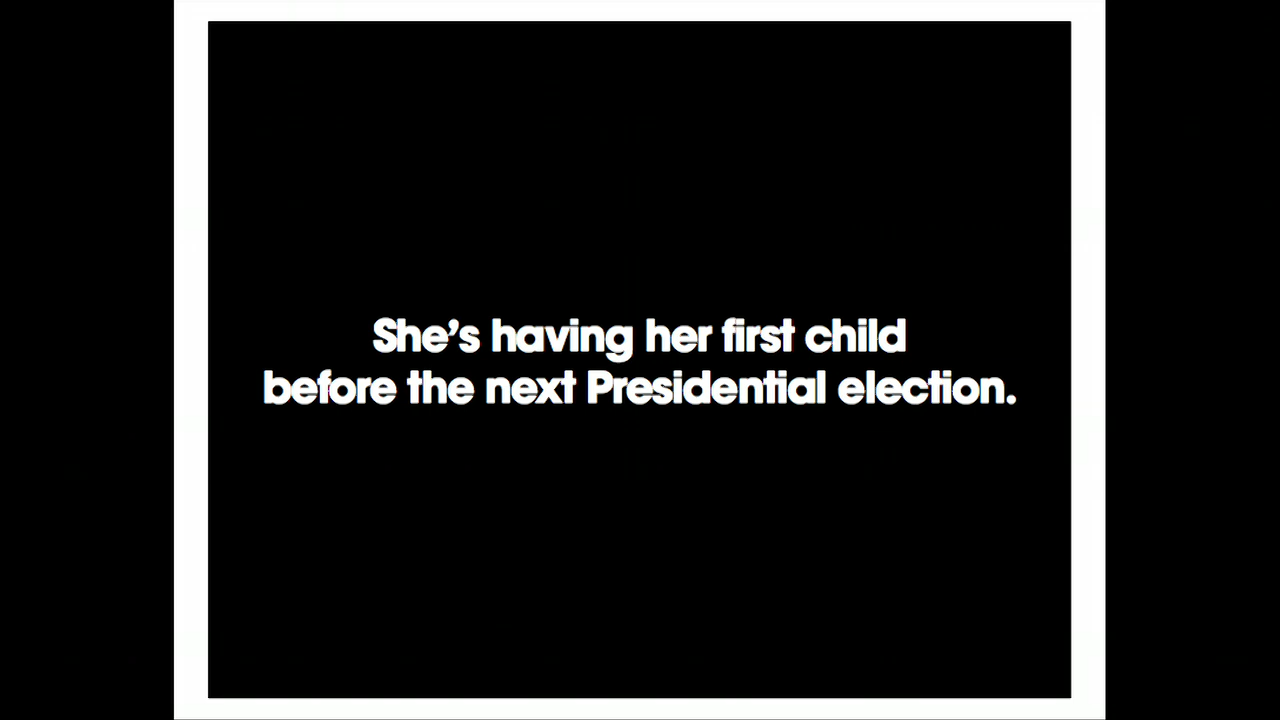 She's having her first child
before the next Presidential election.